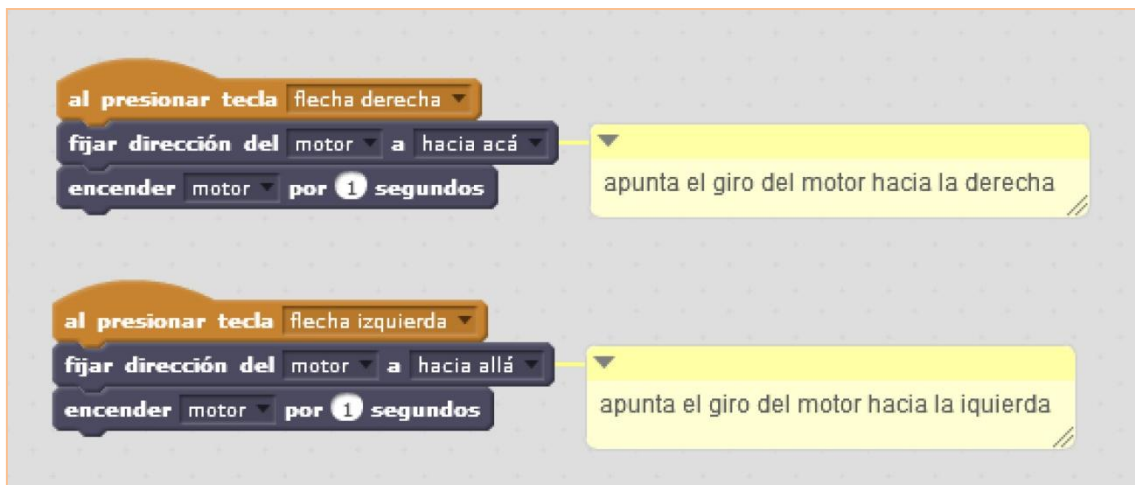 al presionar tecla flecha derecha
fijar dirección del motor a hacia acá
apunta el giro del motor hacia la derecha
encender motor por 1 segundos
al presionar tecla flecha izquierda
fijar dirección del motor a hacia allá
apunta el giro del motor hacia la iquierda
encender motor por 1 segundos